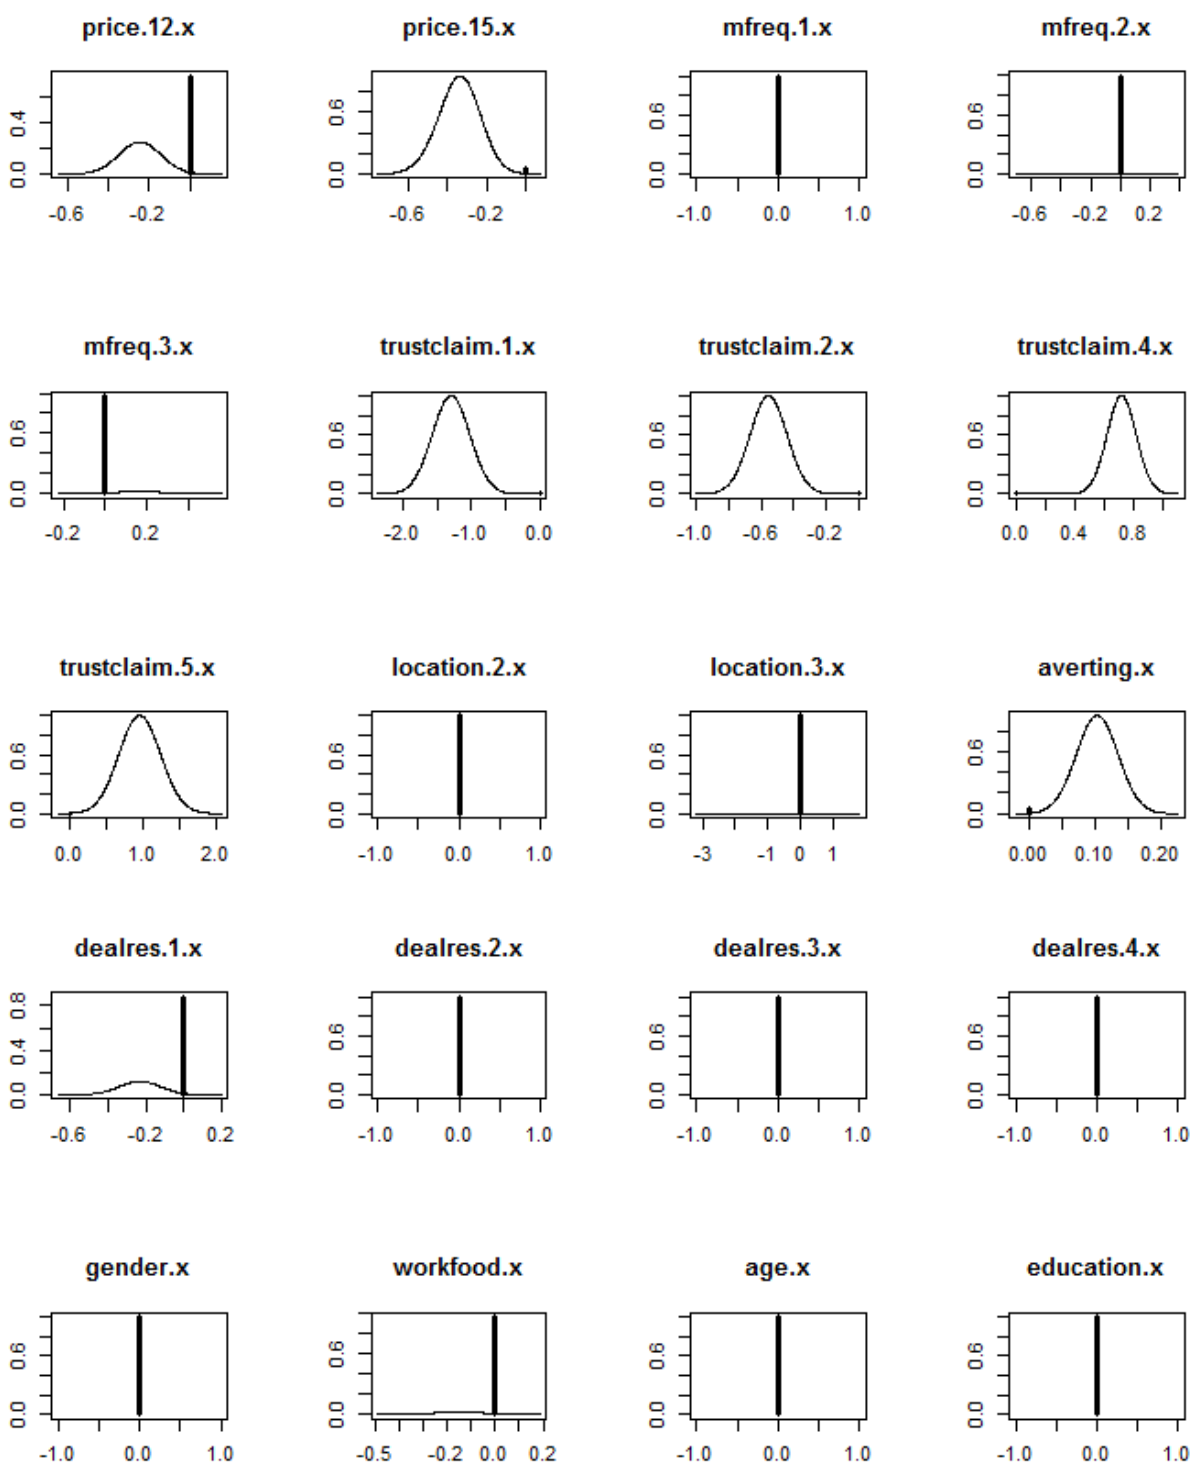 price.12.x price.15.x mfreq.1.x mfreq.2.x
0.0 0.4 0.0 0.6 0.0 0.6 0.0 0.6
-0.6 -0.2 -0.6 -0.2 -1.0 0.0 1.0 -0.6 -0.2 0.2
mfreq.3.x trustclaim.1.x trustclaim.2.x trustclaim.4.x
0.0 0.6 0.0 0.6 0.0 0.6 0.0 0.6
-0.2 0.2 -2.0 -1.0 0.0 -1.0 -0.6 -0.2 0.0 0.4 0.8
trustclaim.5.x location.2.x location.3.x averting.x
0.0 0.6 0.0 0.6 0.0 0.6 0.0 0.6
0.0 1.0 2.0 -1.0 0.0 1.0 -3 -1 0 1 0.00 0.10 0.20
dealres.1.x dealres.2.x dealres.3.x dealres.4.x
0.0 0.4 0.8 0.0 0.6 0.0 0.6 0.0 0.6
-0.6 -0.2 0.2 -1.0 0.0 1.0 -1.0 0.0 1.0 -1.0 0.0 1.0
gender.x workfood.x age.x education.x
0.0 0.6 0.0 0.6 0.0 0.6 0.0 0.6
-1.0 0.0 1.0 -0.5 -0.2 0.0 0.2 -1.0 0.0 1.0 -1.0 0.0 1.0